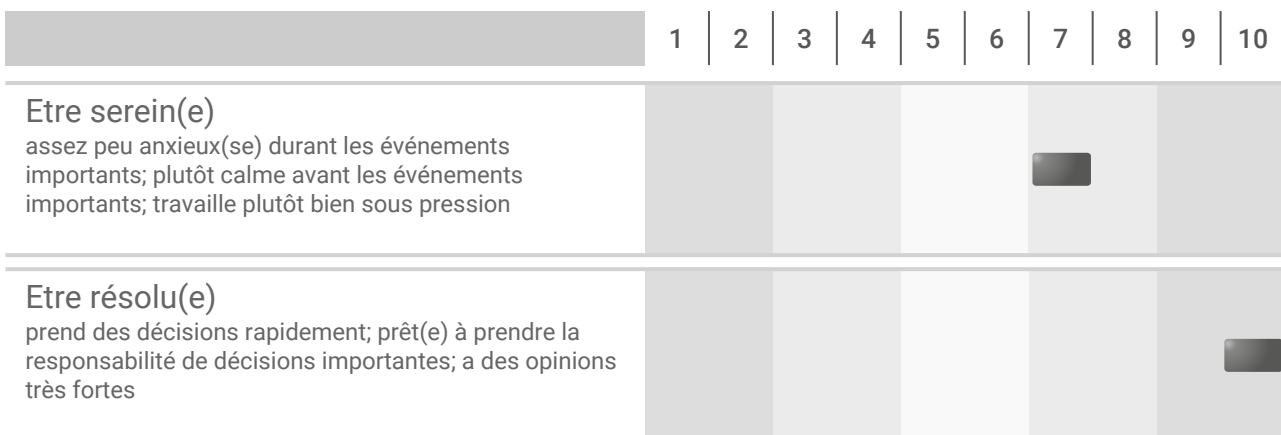 1 2 3 4 5 6 7 8 9 10
Etre serein(e)
assez peu anxieux(se) durant les événements
importants; plutôt calme avant les événements
importants; travaille plutôt bien sous pression
Etre résolu(e)
prend des décisions rapidement; prêt(e) à prendre la
responsabilité de décisions importantes; a des opinions
très fortes